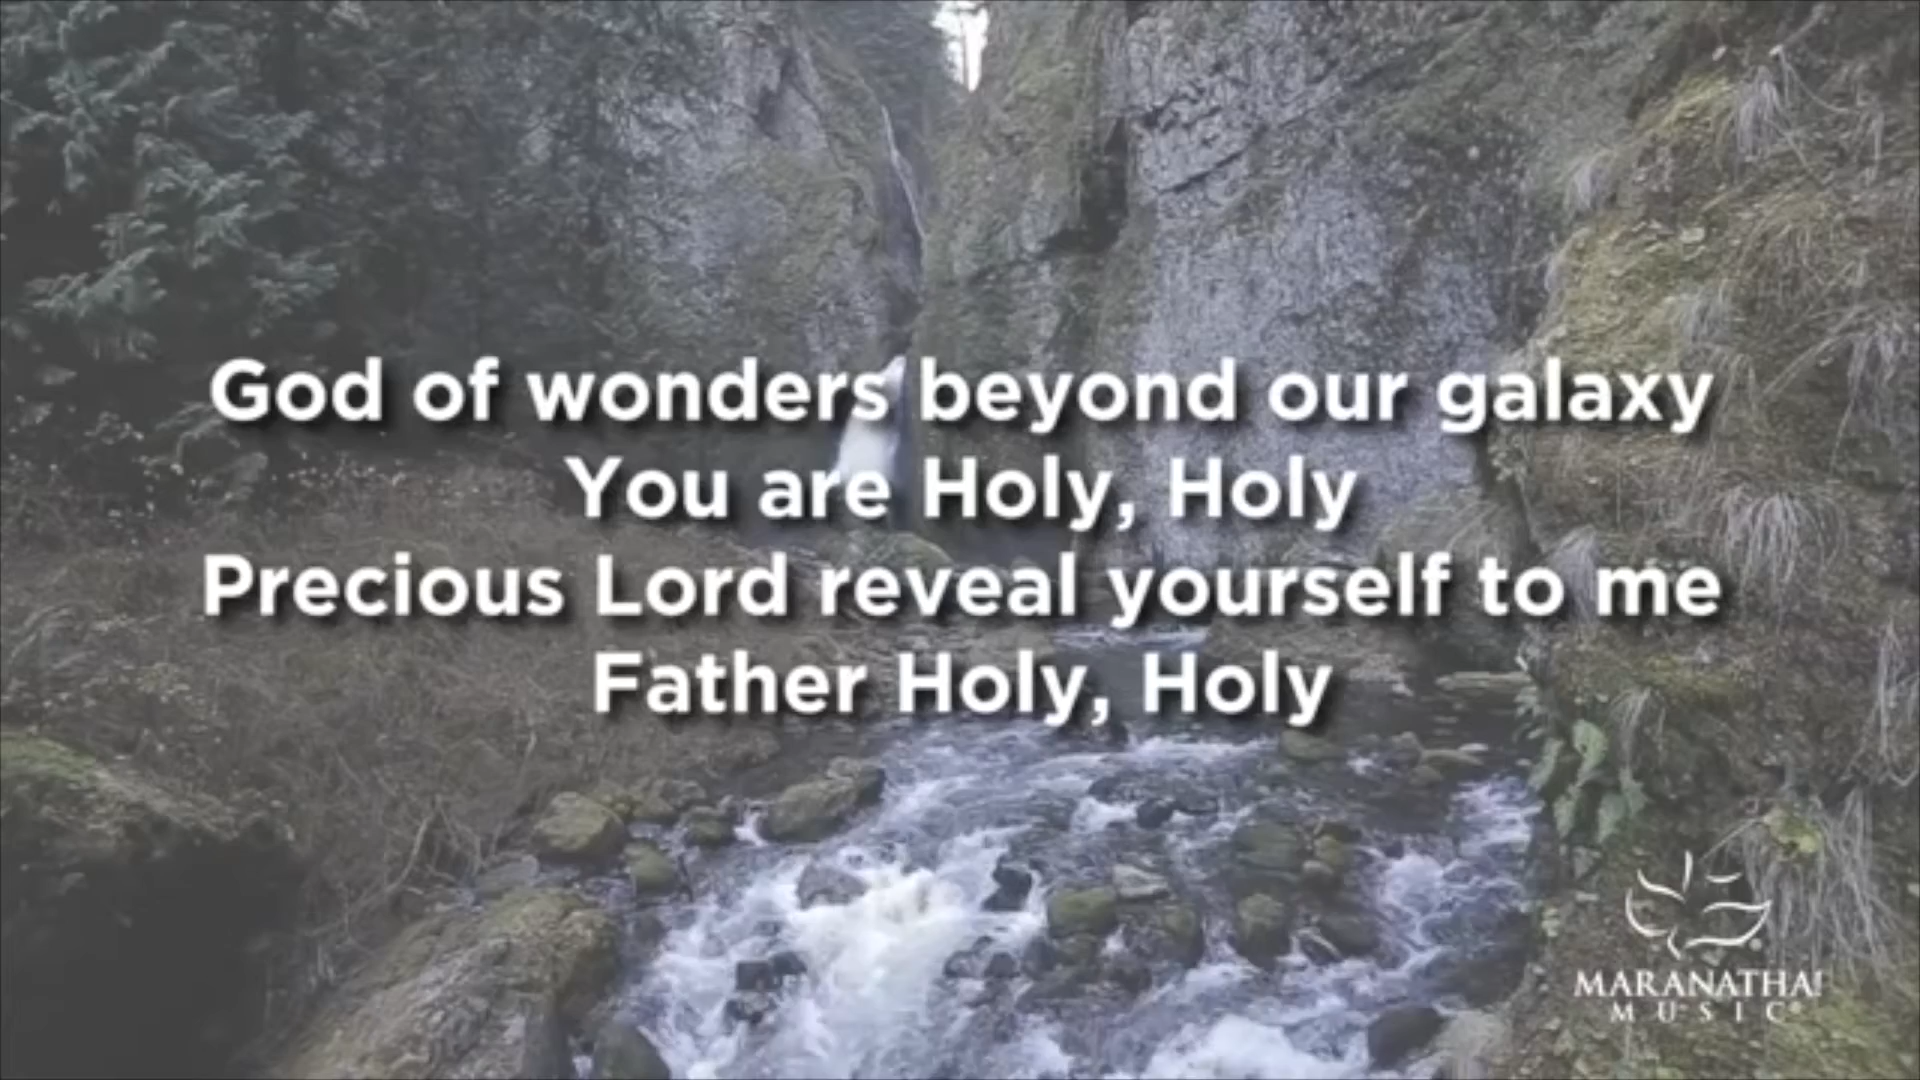 God of wonders beyond our galaxy
You are Holy, Holy
Precious Lord reveal yourself to me
Father Holy, Holy
MARANATHA!
MUSIC